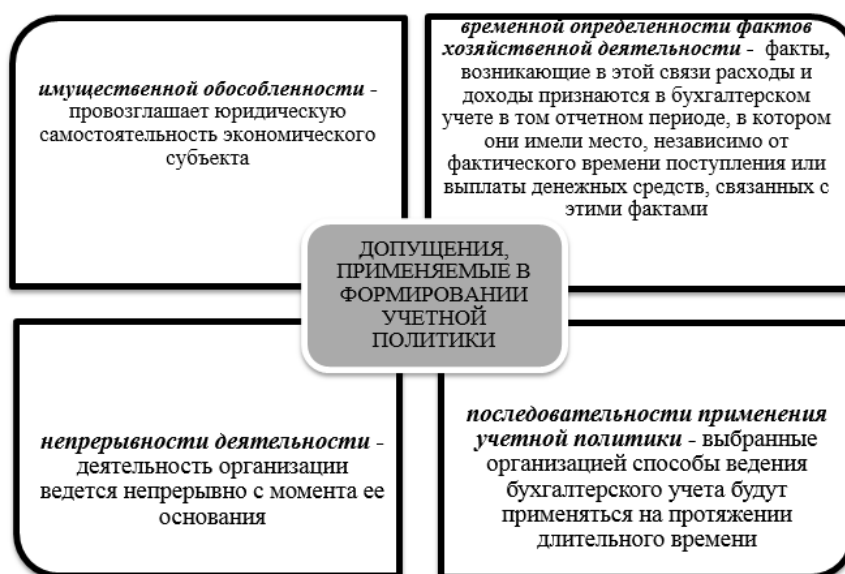 имущественной обособленности -
провозглашает юридическую
самостоятельность экономического
субъекта
временной определенности фактов
хозяйственной деятельности - факты,
возникающие в этой связи расходы и
доходы признаются в бухгалтерском
учете в том отчетном периоде, в котором
они имели место, независимо от
фактического времени поступления или
выплаты денежных средств, связанных с
этими фактами
ДОПУЩЕНИЯ,
ПРИМЕНЯЕМЫЕ В
ФОРМИРОВАНИИ
УЧЕТНОЙ
ПОЛИТИКИ
непрерывности деятельности -
деятельность организации
ведется непрерывно с момента ее
основания
последовательности применения
учетной политики - выбранные
организацией способы ведения
бухгалтерского учета будут
применяться на протяжении
длительного времени